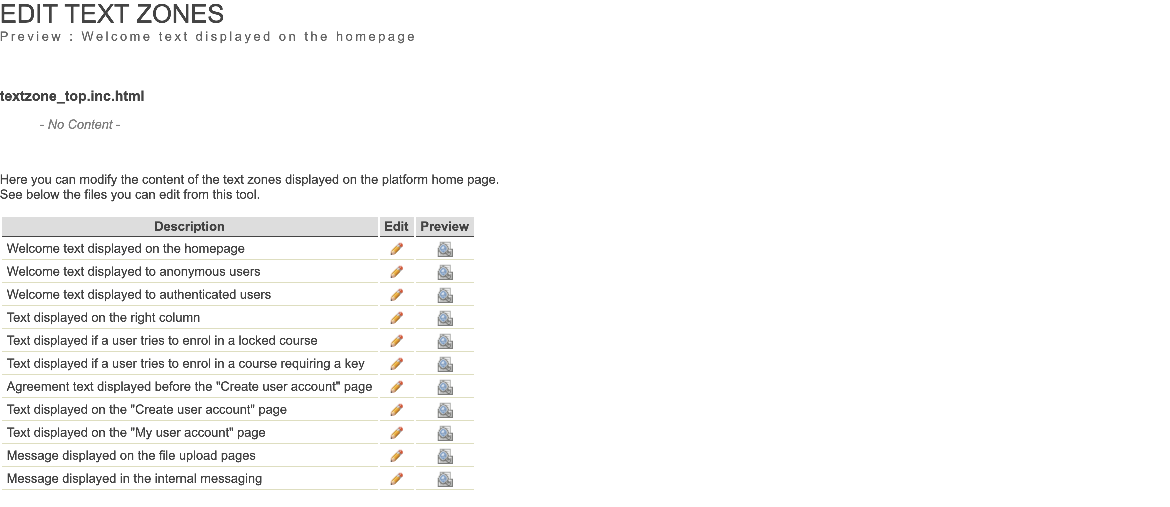 EDIT TEXT ZONES
Preview : Welcome text displayed on the homepage
textzone_top.inc.html
- No Content -
Here you can modify the content of the text zones displayed on the platform home page.
See below the files you can edit from this tool.
Description Edit Preview
Welcome text displayed on the homepage
Welcome text displayed to anonymous users
Welcome text displayed to authenticated users
Text displayed on the right column
Text displayed if a user tries to enrol in a locked course
Text displayed if a user tries to enrol in a course requiring a key
Agreement text displayed before the "Create user account" page
Text displayed on the "Create user account" page
Text displayed on the "My user account" page
Message displayed on the file upload pages
Message displayed in the internal messaging